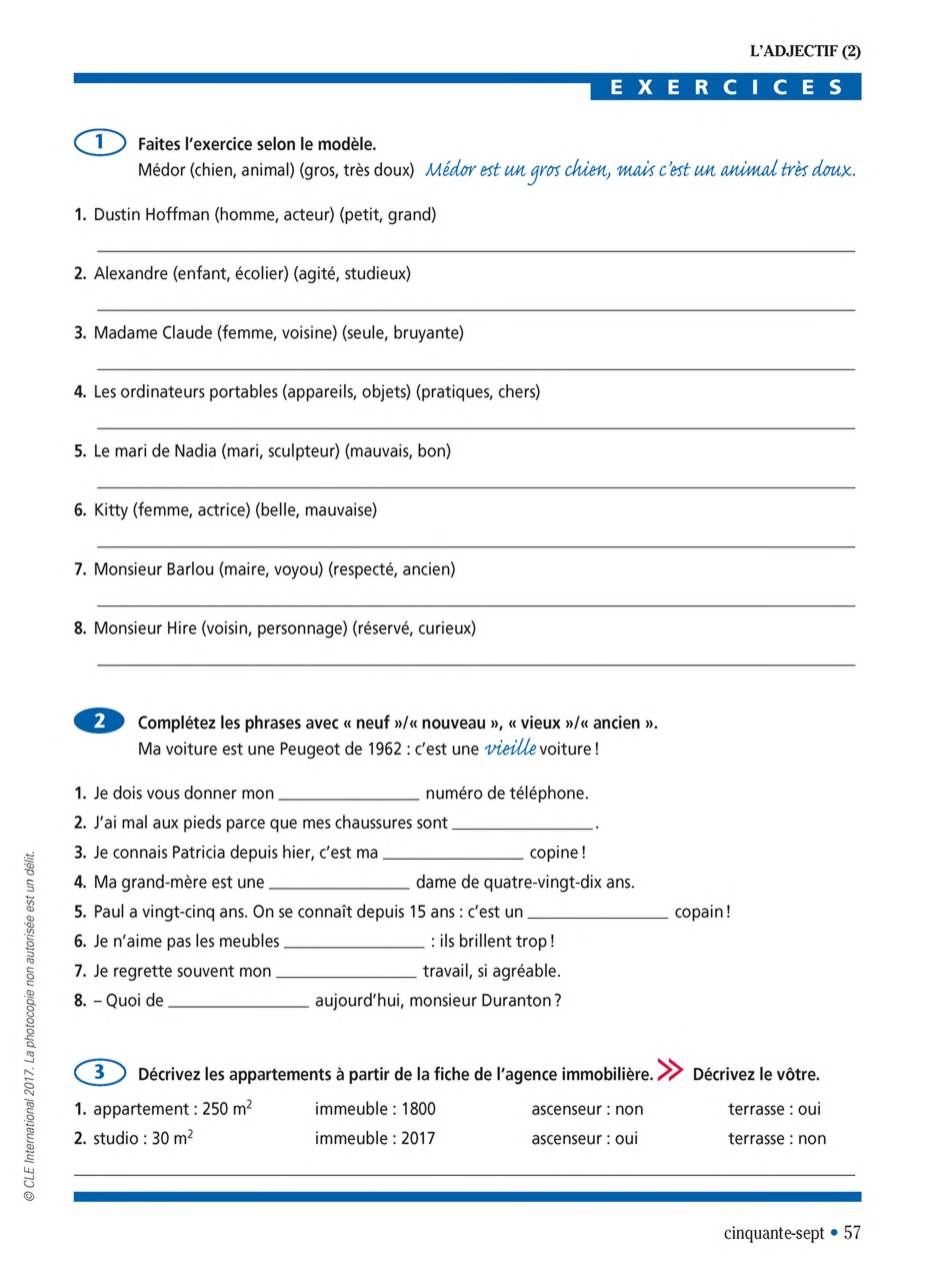 L'ADJECTIF (2)
EXERCICES
1 Faites l'exercice selon le modèle.
Médor (chien, animal) (gros, très doux) Médor est un gros chien, mais c'est un animal très doux.
1. Dustin Hoffman (homme, acteur) (petit, grand)
2. Alexandre (enfant, écolier) (agité, studieux)
3. Madame Claude (femme, voisine) (seule, bruyante)
4. Les ordinateurs portables (appareils, objets) (pratiques, chers)
5. Le mari de Nadia (mari, sculpteur) (mauvais, bon)
6. Kitty (femme, actrice) (belle, mauvaise)
7. Monsieur Barlou (maire, voyou) (respecté, ancien)
8. Monsieur Hire (voisin, personnage) (réservé, curieux)
2 Complétez les phrases avec « neuf »/« nouveau », « vieux »/« ancien ».
Ma voiture est une Peugeot de 1962 : c'est une vieille voiture !
1. Je dois vous donner mon ________________ numéro de téléphone.
2. J'ai mal aux pieds parce que mes chaussures sont ________________.
3. Je connais Patricia depuis hier, c'est ma ________________ copine !
4. Ma grand-mère est une ________________ dame de quatre-vingt-dix ans.
5. Paul a vingt-cinq ans. On se connaît depuis 15 ans : c'est un ________________ copain !
6. Je n'aime pas les meubles ________________ : ils brillent trop !
7. Je regrette souvent mon ________________ travail, si agréable.
8. – Quoi de ________________ aujourd'hui, monsieur Duranton ?
3 Décrivez les appartements à partir de la fiche de l'agence immobilière. >> Décrivez le vôtre.
1. appartement : 250 m² immeuble : 1800 ascenseur : non terrasse : oui
2. studio : 30 m² immeuble : 2017 ascenseur : oui terrasse : non
© CLE International 2017. La photocopie non autorisée est un délit.
cinquante-sept • 57